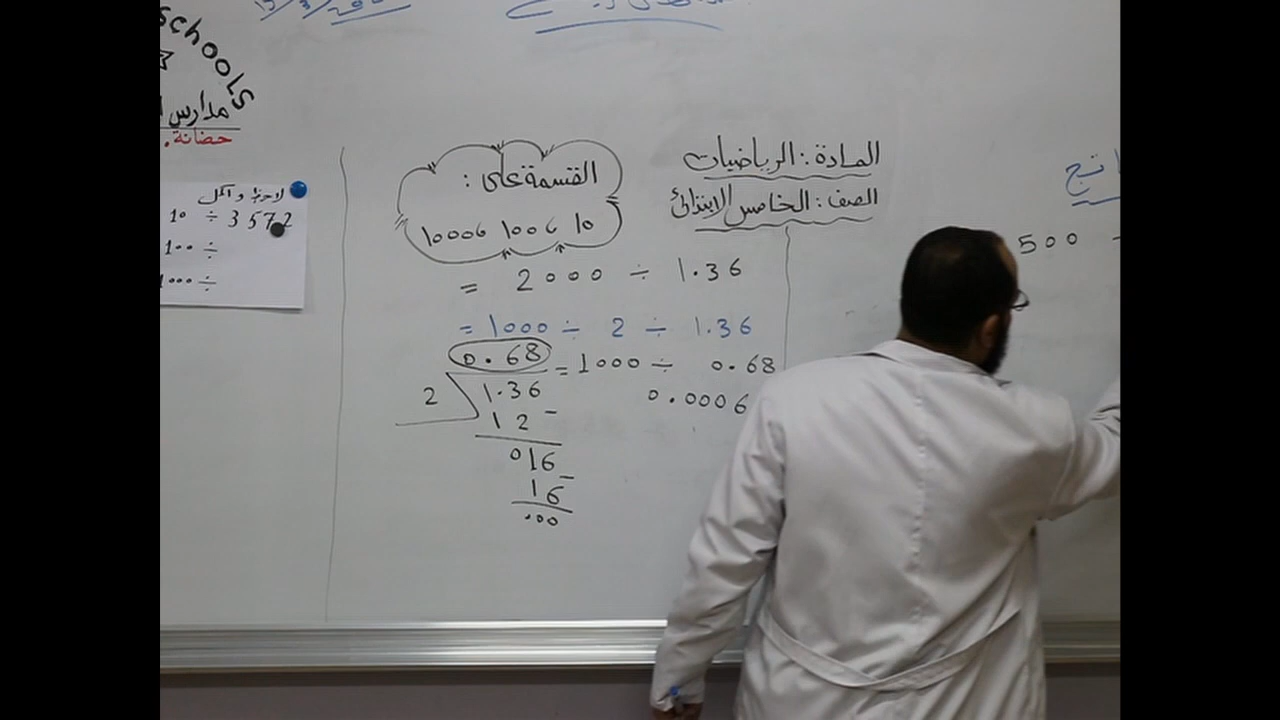 schools
مدارس
حضانة.
لاحظ و أكمل
3572 ÷ 10
÷ 100
÷ 1000
المادة : الرياضيات
الصف : الخامس الابتدائي
القسمة على :
10 ، 100 ، 1000
1.36 ÷ 2000 =
1.36 ÷ 2 ÷ 1000 =
0.68 ÷ 1000 =
0.0006
0.68
2 1.36
12 -
016
16 -
000
500